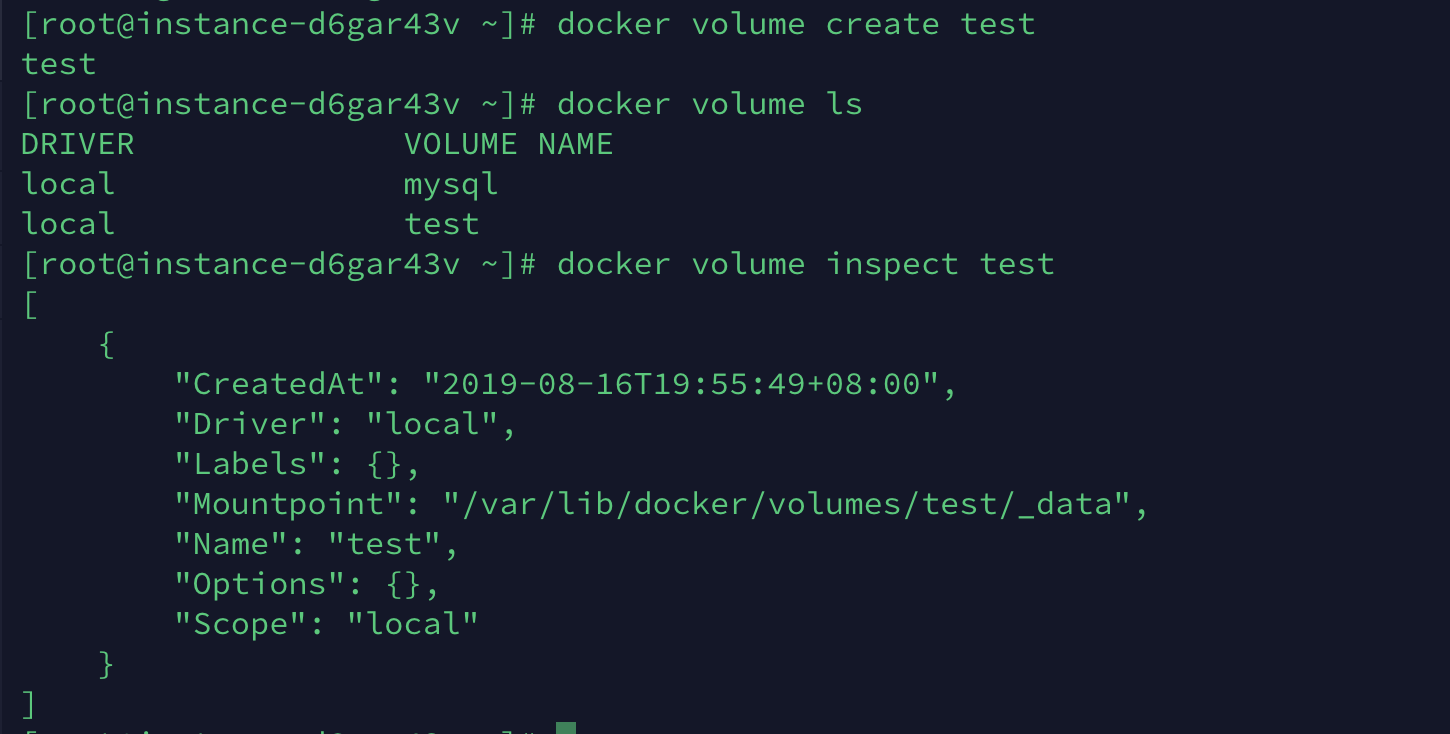 [root@instance-d6gar43v ~]# docker volume create test
test
[root@instance-d6gar43v ~]# docker volume ls
DRIVER              VOLUME NAME
local               mysql
local               test
[root@instance-d6gar43v ~]# docker volume inspect test
[
    {
        "CreatedAt": "2019-08-16T19:55:49+08:00",
        "Driver": "local",
        "Labels": {},
        "Mountpoint": "/var/lib/docker/volumes/test/_data",
        "Name": "test",
        "Options": {},
        "Scope": "local"
    }
]